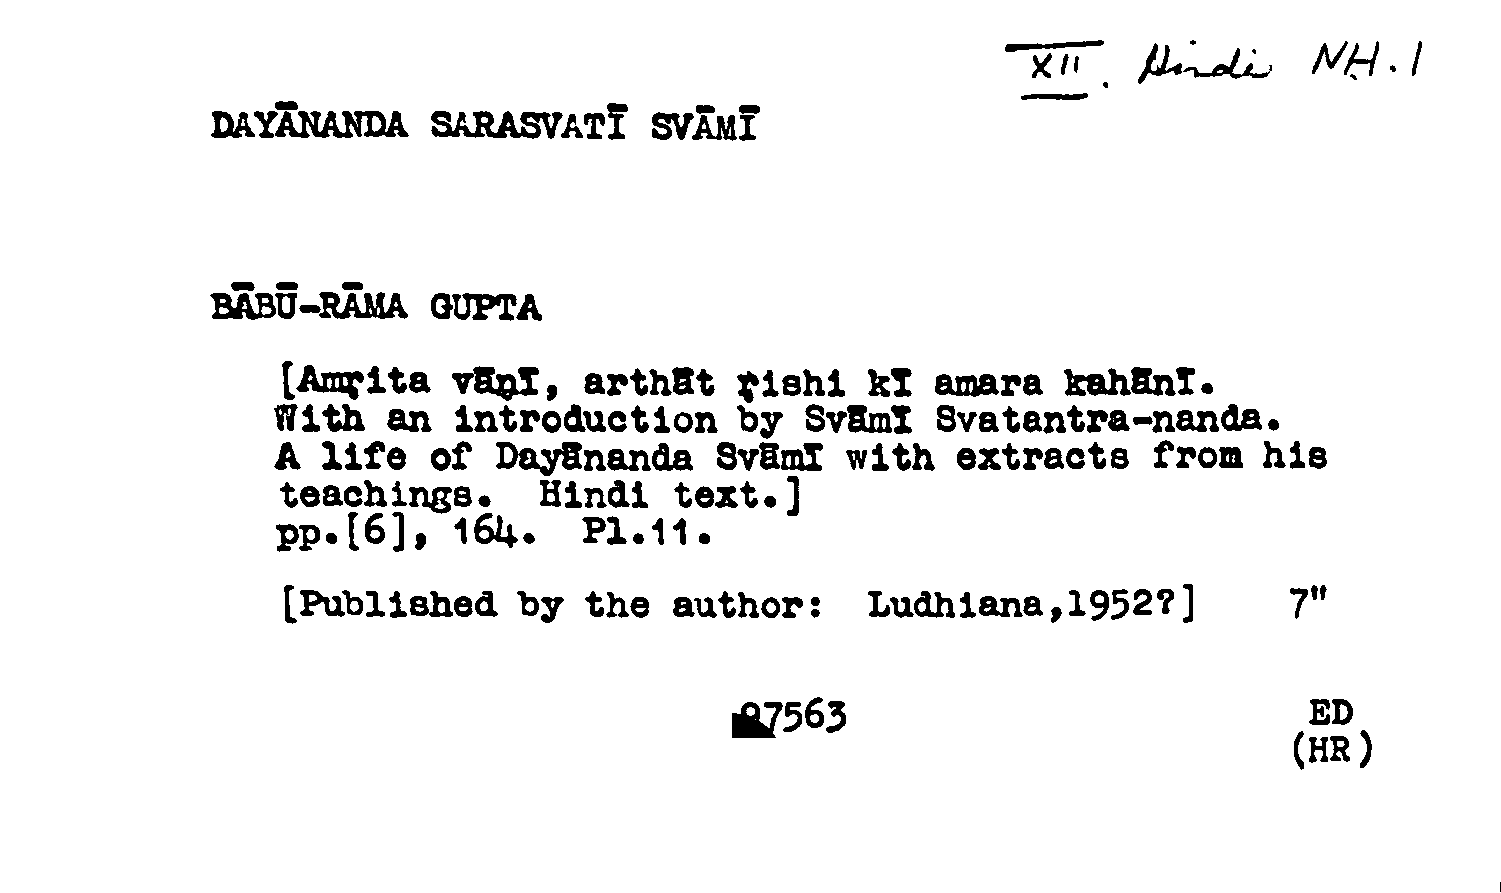 XII. Hindi NH.1
DAYĀNANDA SARASVATĪ SVĀMĪ
BĀBŪ-RĀMA GUPTA
[Amṛita vāṇī, arthāt ṛishi kī amara kahānī.
With an introduction by Svāmī Svatantra-nanda.
A life of Dayānanda Svāmī with extracts from his
teachings. Hindi text.]
pp.[6], 164. Pl.11.
[Published by the author: Ludhiana,1952?] 7"
97563 ED
(HR)